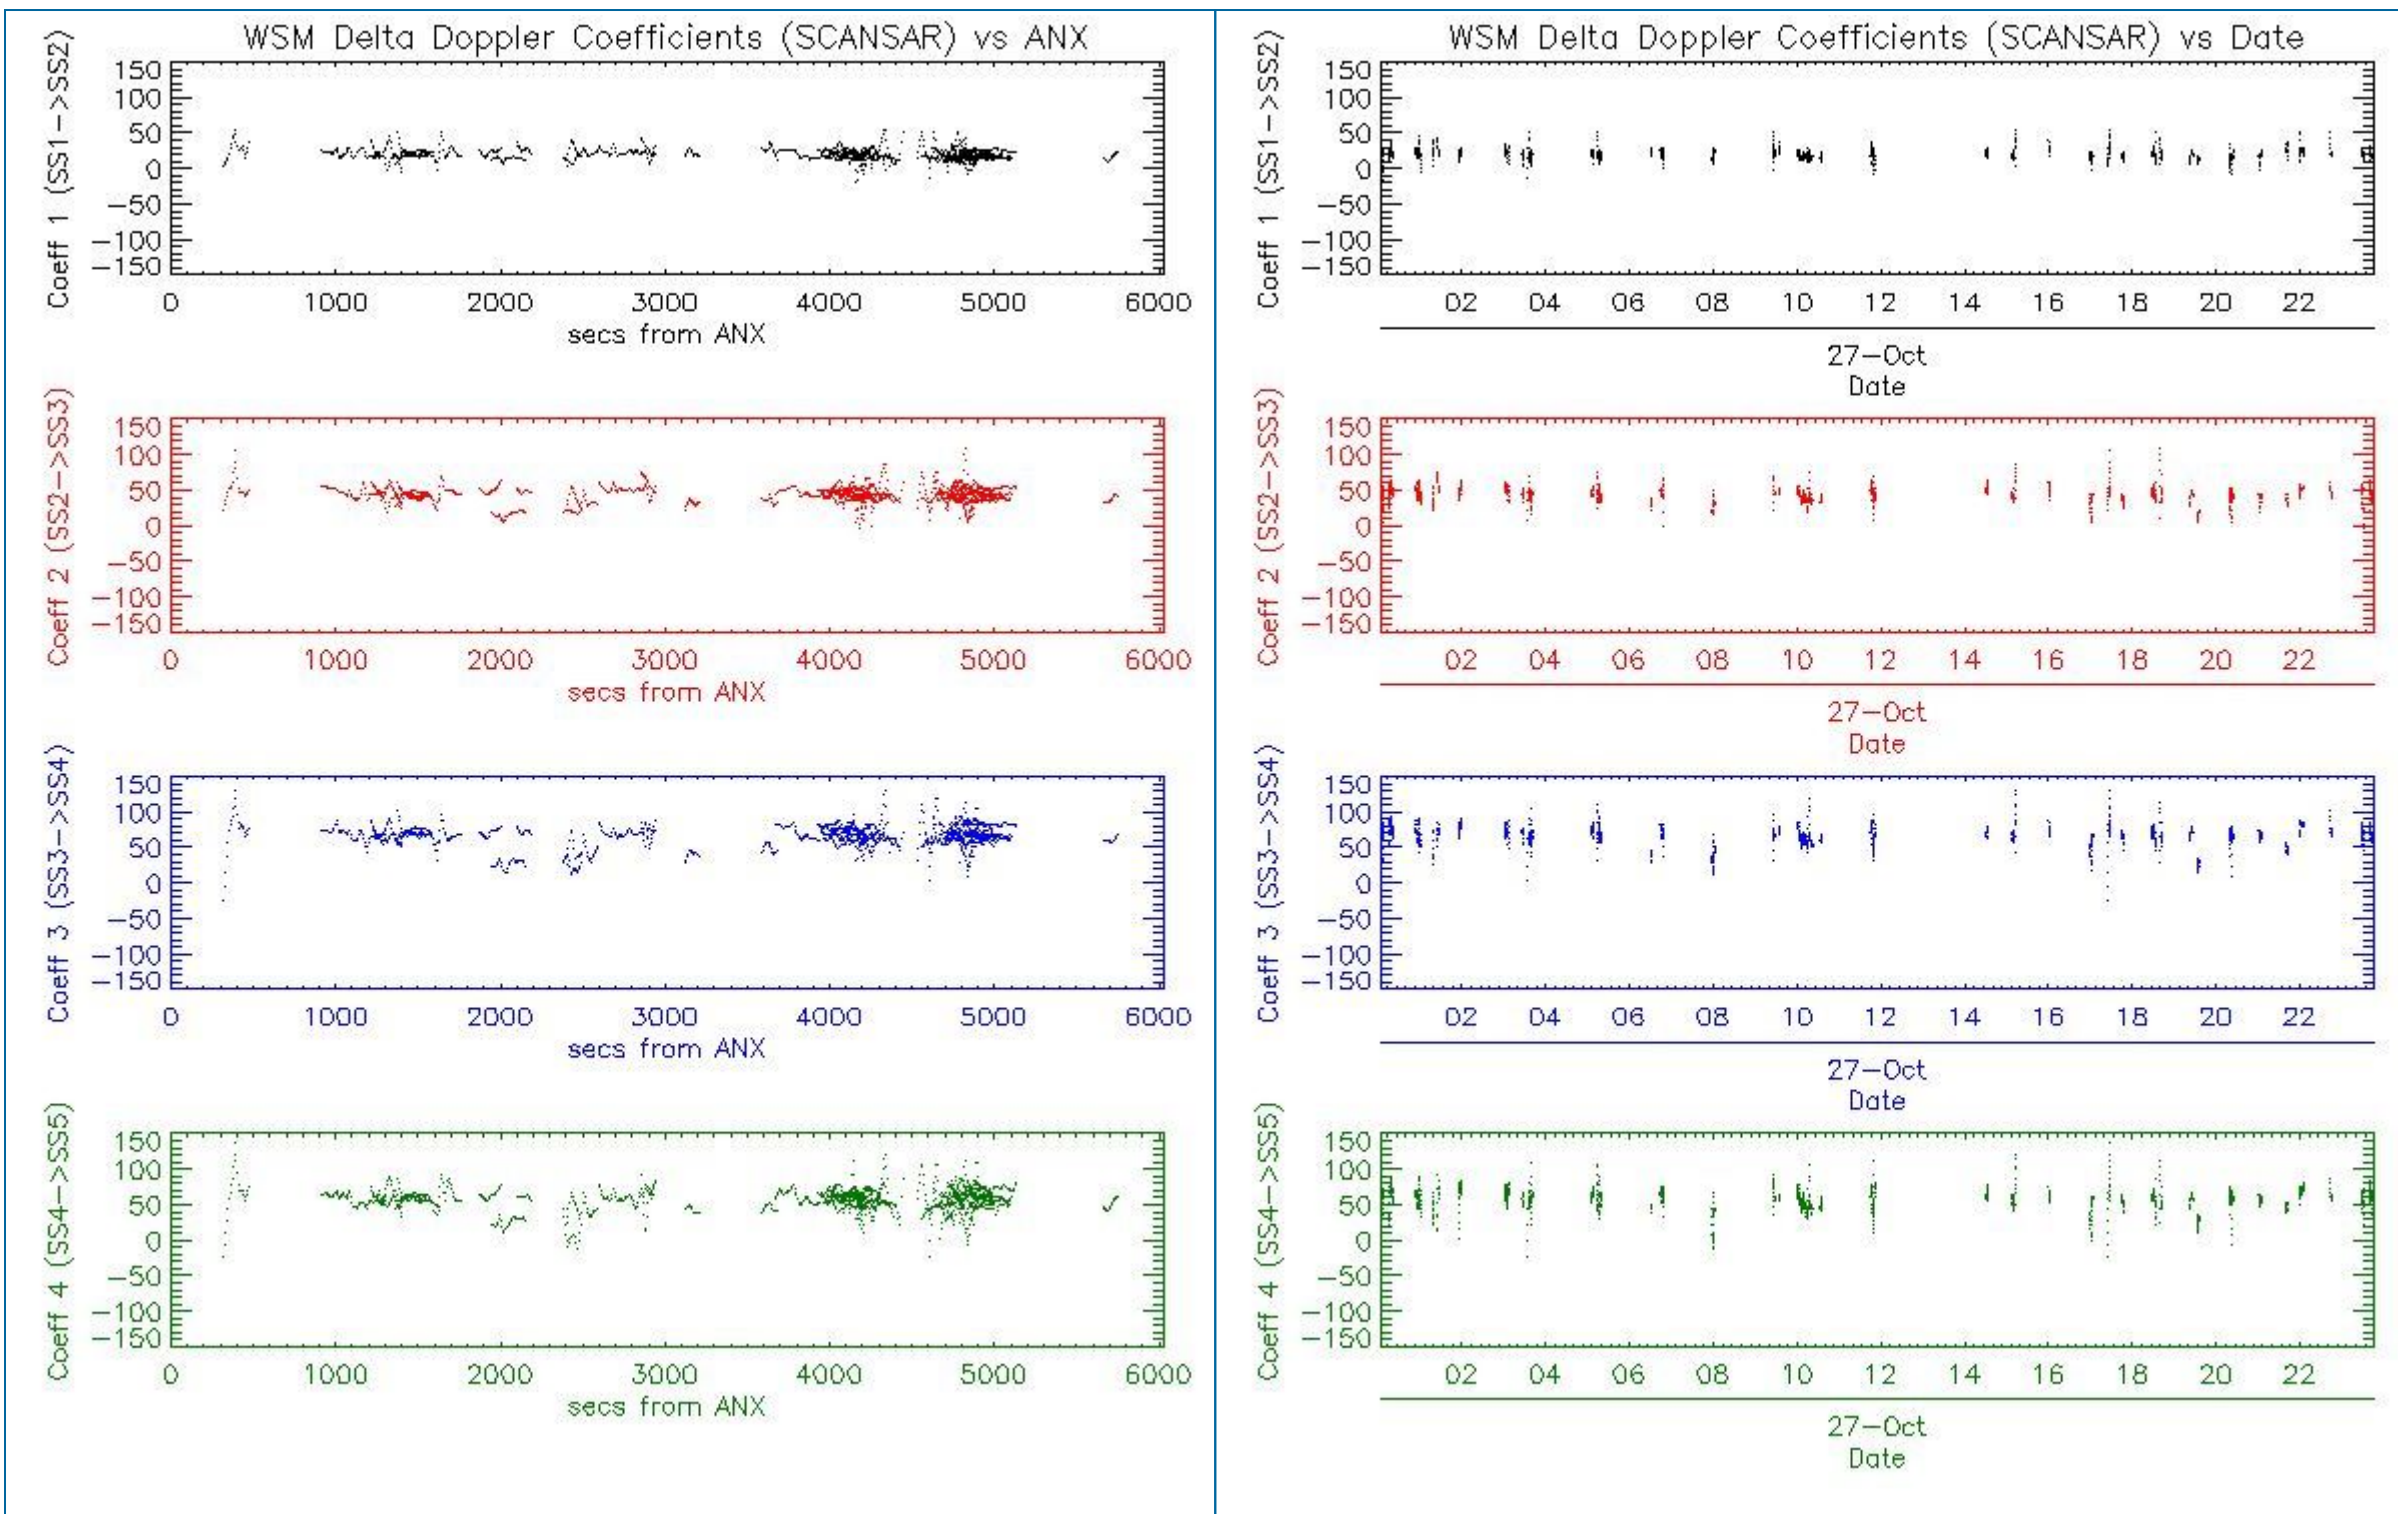 WSM Delta Doppler Coefficients (SCANSAR) vs ANX
Coeff 1 (SS1->SS2)
150
100
50
0
-50
-100
-150
0 1000 2000 3000 4000 5000 6000
secs from ANX
Coeff 2 (SS2->SS3)
150
100
50
0
-50
-100
-150
0 1000 2000 3000 4000 5000 6000
secs from ANX
Coeff 3 (SS3->SS4)
150
100
50
0
-50
-100
-150
0 1000 2000 3000 4000 5000 6000
secs from ANX
Coeff 4 (SS4->SS5)
150
100
50
0
-50
-100
-150
0 1000 2000 3000 4000 5000 6000
secs from ANX
WSM Delta Doppler Coefficients (SCANSAR) vs Date
Coeff 1 (SS1->SS2)
150
100
50
0
-50
-100
-150
02 04 06 08 10 12 14 16 18 20 22
27-Oct
Date
Coeff 2 (SS2->SS3)
150
100
50
0
-50
-100
-150
02 04 06 08 10 12 14 16 18 20 22
27-Oct
Date
Coeff 3 (SS3->SS4)
150
100
50
0
-50
-100
-150
02 04 06 08 10 12 14 16 18 20 22
27-Oct
Date
Coeff 4 (SS4->SS5)
150
100
50
0
-50
-100
-150
02 04 06 08 10 12 14 16 18 20 22
27-Oct
Date